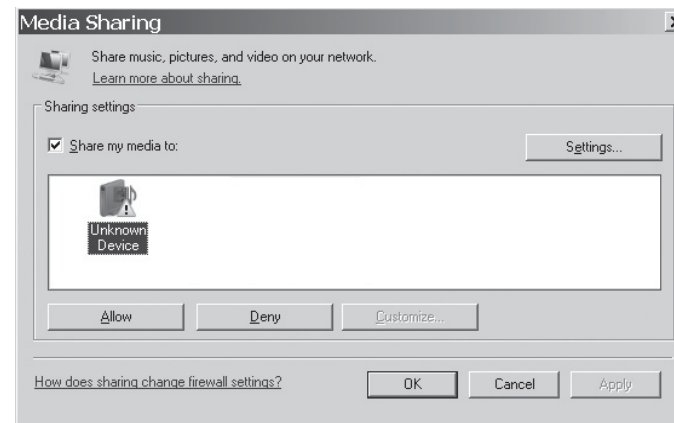 Media Sharing
Share music, pictures, and video on your network.
Learn more about sharing.
Sharing settings
Share my media to:
Settings...
Unknown
Device
Allow
Deny
Customize...
How does sharing change firewall settings?
OK
Cancel
Apply